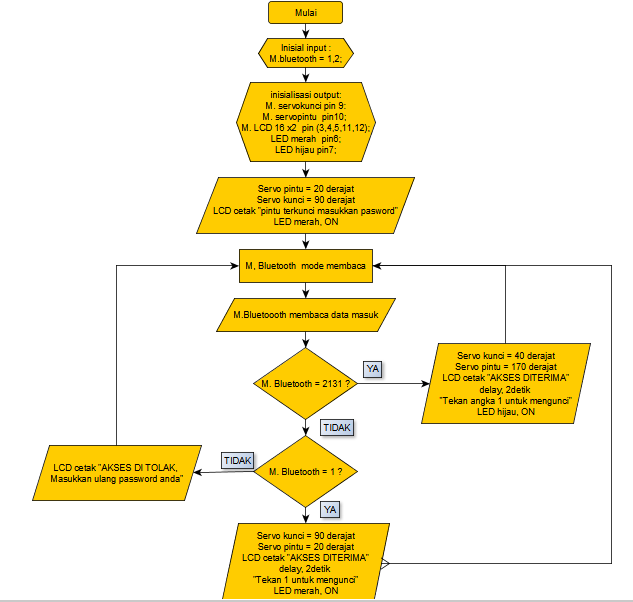 Mulai
Inisial input :
M.bluetooth = 1,2;
inisialisasi output:
M. servokunci pin 9:
M. servopintu pin10;
M. LCD 16 x2 pin (3,4,5,11,12);
LED merah pin6;
LED hijau pin7;
Servo pintu = 20 derajat
Servo kunci = 90 derajat
LCD cetak "pintu terkunci masukkan pasword"
LED merah, ON
M, Bluetooth mode membaca
M.Bluetoooth membaca data masuk
M. Bluetooth = 2131 ?
YA
Servo kunci = 40 derajat
Servo pintu = 170 derajat
LCD cetak "AKSES DITERIMA"
delay, 2detik
"Tekan angka 1 untuk mengunci"
LED hijau, ON
TIDAK
M. Bluetooth = 1 ?
TIDAK
LCD cetak "AKSES DI TOLAK,
Masukkan ulang password anda"
YA
Servo kunci = 90 derajat
Servo pintu = 20 derajat
LCD cetak "AKSES DITERIMA"
delay, 2detik
"Tekan 1 untuk mengunci"
LED merah, ON